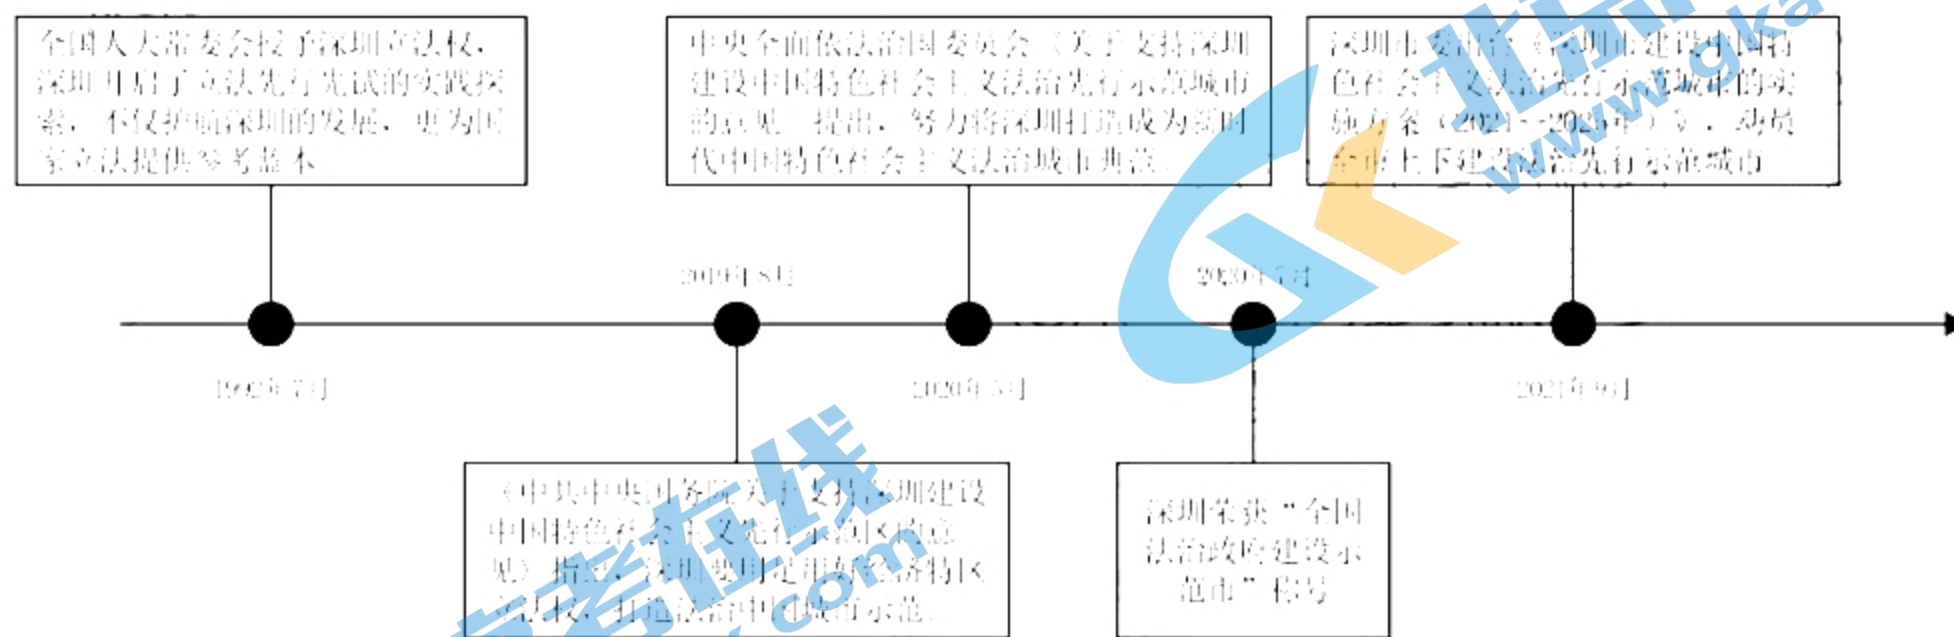 全国人大常委会授予深圳立法权，
深圳开启了立法先行先试的实践探
索，不仅护航深圳的发展，更为国
家立法提供参考蓝本
中央全面依法治国委员会《关于支持深圳
建设中国特色社会主义法治先行示范城市
的意见》提出，努力将深圳打造成为新时
代中国特色社会主义法治城市典范。
深圳市委出台《深圳市建设中国特
色社会主义法治先行示范城市的实
施方案（2021—2025年）》，动员
全市上下建设法治先行示范城市
2019年8月
2020年7月
1992年7月
2020年5月
2021年9月
《中共中央国务院关于支持深圳建设
中国特色社会主义先行示范区的意
见》指出，深圳要用足用好经济特区
立法权，打造法治中国城市示范。
深圳荣获“全国
法治政府建设示
范市”称号
www.gka
考在线
.com